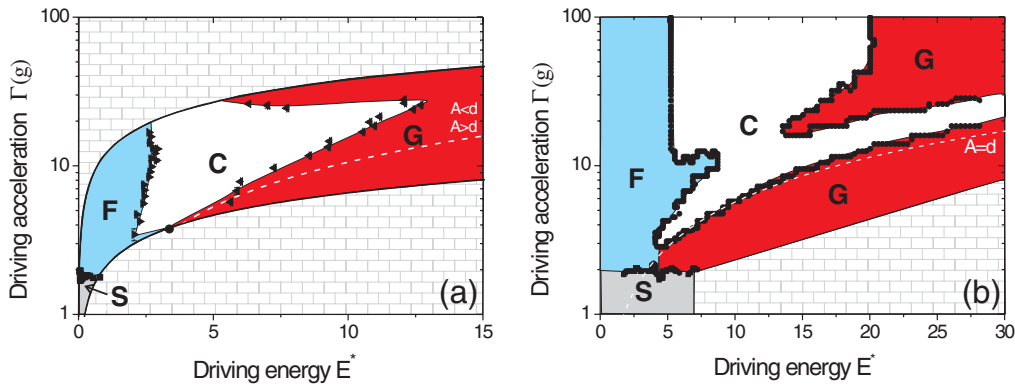 100
10
1
Driving acceleration Γ(g)
F
C
G
S
A<d
A>d
(a)
0 5 10 15
Driving energy E*
100
10
1
Driving acceleration Γ(g)
F
C
G
G
S
A=d
(b)
0 5 10 15 20 25 30
Driving energy E*